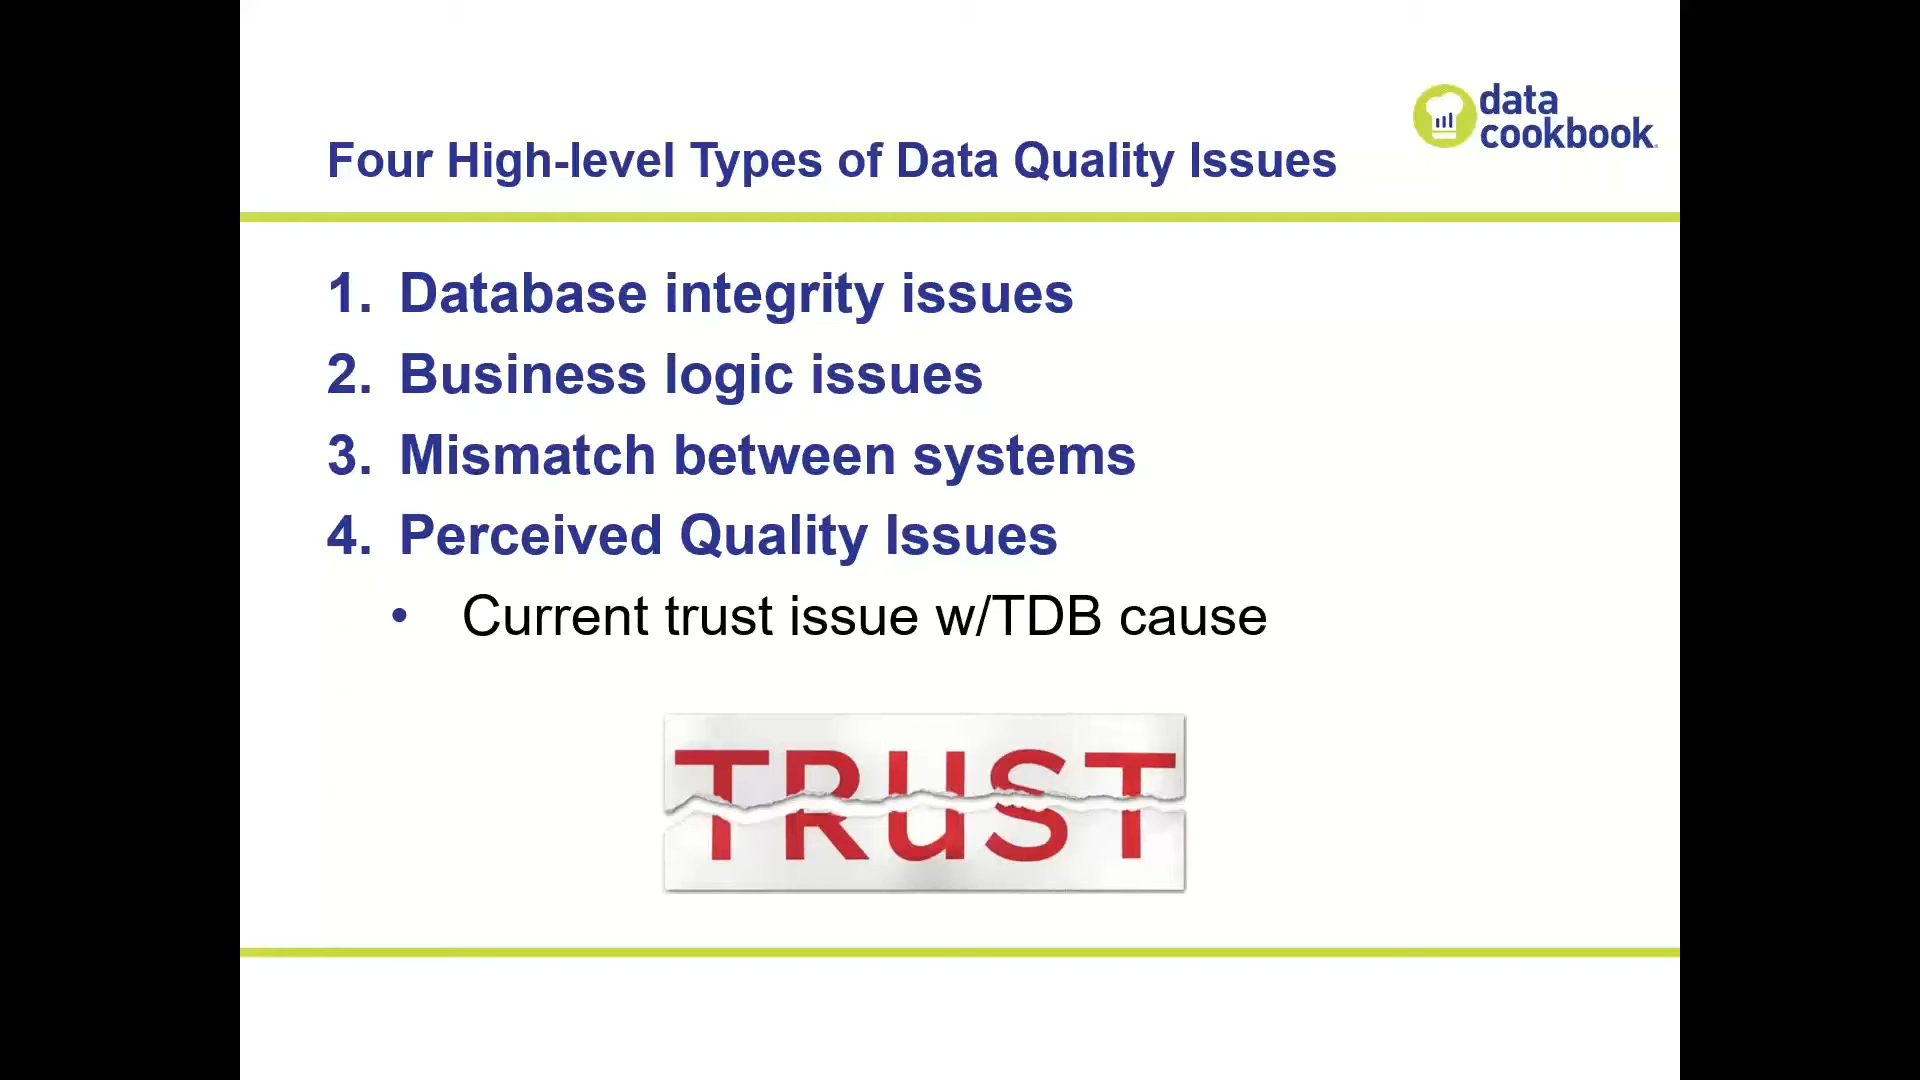 data
cookbook
Four High-level Types of Data Quality Issues
1. Database integrity issues
2. Business logic issues
3. Mismatch between systems
4. Perceived Quality Issues
• Current trust issue w/TDB cause
TRUST